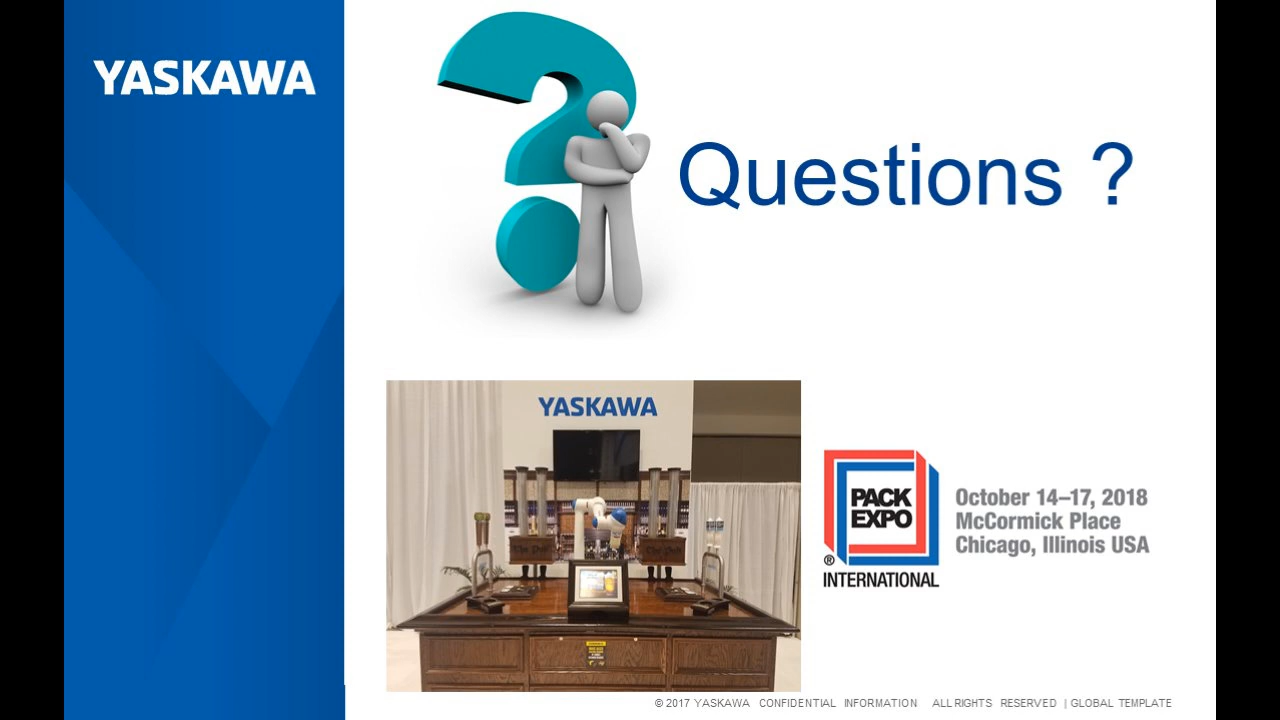 YASKAWA
Questions ?
YASKAWA
PACK
EXPO
®
INTERNATIONAL
October 14–17, 2018
McCormick Place
Chicago, Illinois USA
© 2017 YASKAWA CONFIDENTIAL INFORMATION ALL RIGHTS RESERVED | GLOBAL TEMPLATE